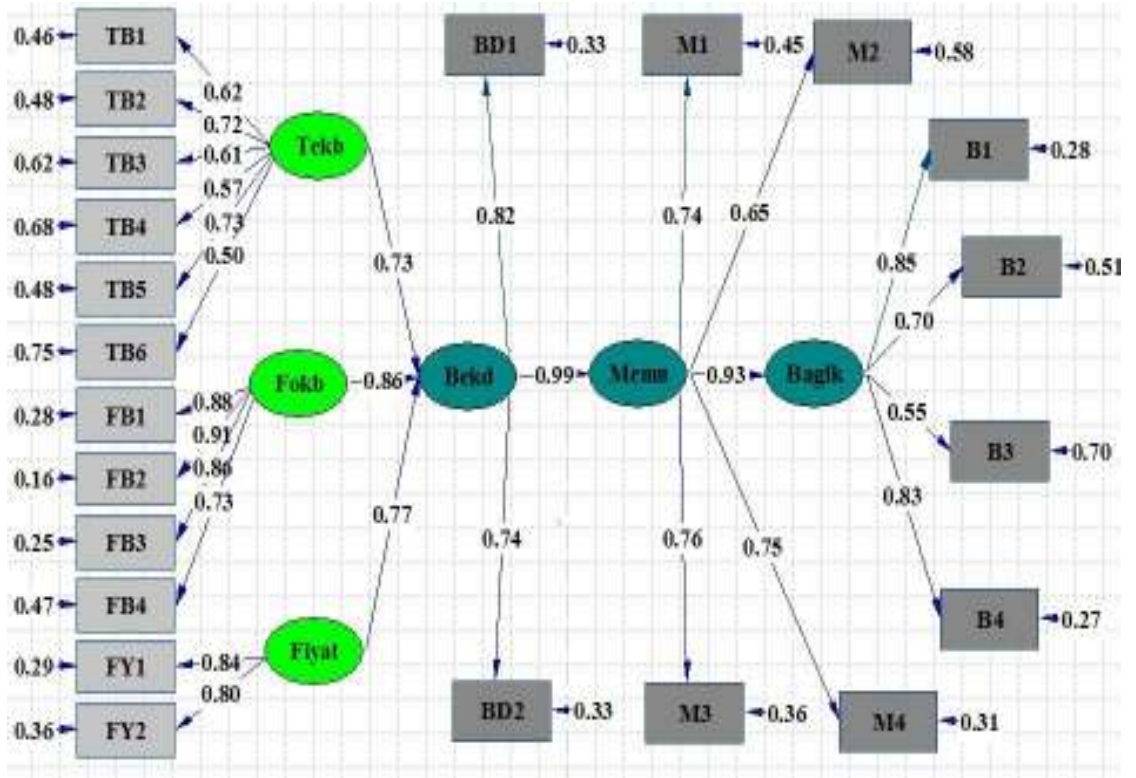 0.46 TB1
0.48 TB2
0.62 TB3
0.68 TB4
0.48 TB5
0.75 TB6
0.28 FB1
0.16 FB2
0.25 FB3
0.47 FB4
0.29 FY1
0.36 FY2
0.62
0.72
0.61
0.57
0.73
0.50
0.88
0.91
0.86
0.73
0.84
0.80
Tekb
Fokb
Fiyat
0.73
0.86
0.77
BD1 0.33
0.82
Bekd
0.74
BD2 0.33
0.99
M1 0.45
M2 0.58
0.74
0.65
Memn
0.76
0.75
M3 0.36
M4 0.31
0.93
Baglk
B1 0.28
B2 0.51
B3 0.70
B4 0.27
0.85
0.70
0.55
0.83